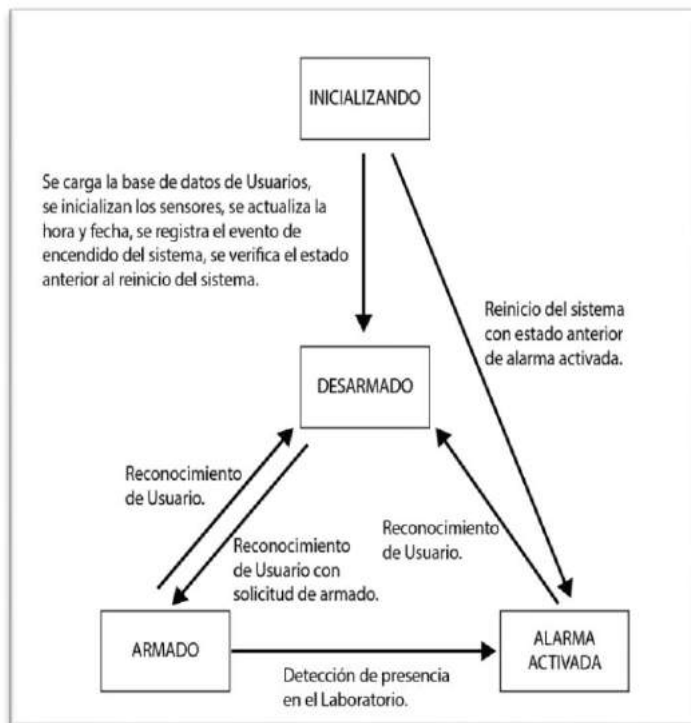 INICIALIZANDO
Se carga la base de datos de Usuarios,
se inicializan los sensores, se actualiza la
hora y fecha, se registra el evento de
encendido del sistema, se verifica el estado
anterior al reinicio del sistema.
Reinicio del sistema
con estado anterior
de alarma activada.
DESARMADO
Reconocimiento
de Usuario.
Reconocimiento
de Usuario con
solicitud de armado.
Reconocimiento
de Usuario.
ARMADO
Detección de presencia
en el Laboratorio.
ALARMA
ACTIVADA